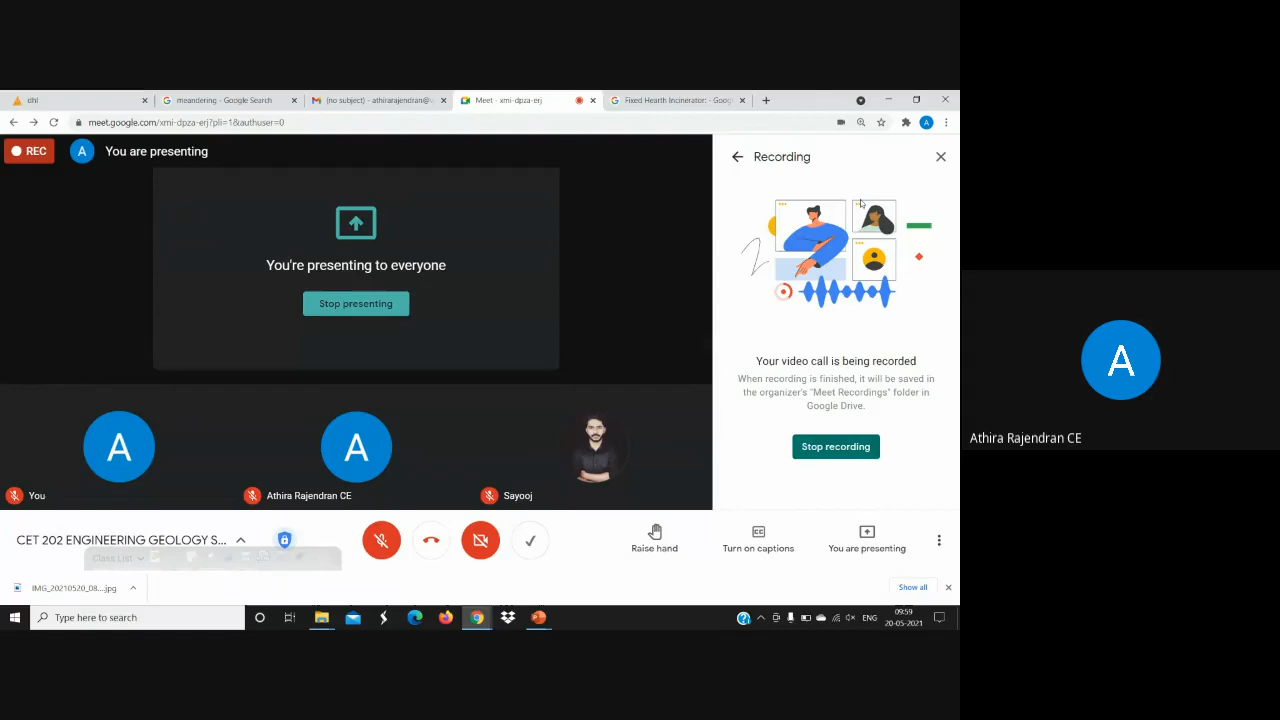 dhl
meandering - Google Search
(no subject) - athirarajendran@
Meet - xmi-dpza-erj
Fixed Hearth Incinerator: - Goog
meet.google.com/xmi-dpza-erj?pli=1&authuser=0
A
REC
A
You are presenting
Recording
You're presenting to everyone
Stop presenting
Your video call is being recorded
When recording is finished, it will be saved in
the organizer's "Meet Recordings" folder in
Google Drive.
Stop recording
A
A
You
Athira Rajendran CE
Sayooj
A
Athira Rajendran CE
CET 202 ENGINEERING GEOLOGY S...
Class List
Raise hand
Turn on captions
You are presenting
IMG_20210520_08....jpg
Show all
Type here to search
ENG
09:59
20-05-2021